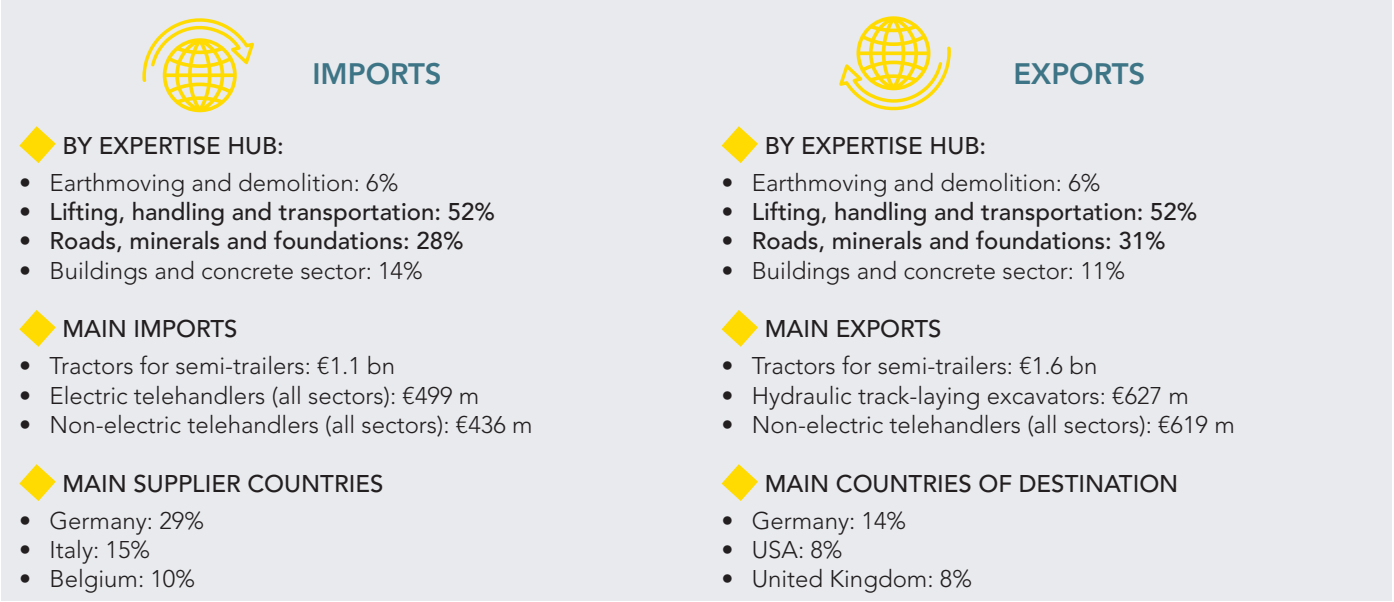 IMPORTS
BY EXPERTISE HUB:
• Earthmoving and demolition: 6%
• Lifting, handling and transportation: 52%
• Roads, minerals and foundations: 28%
• Buildings and concrete sector: 14%
MAIN IMPORTS
• Tractors for semi-trailers: €1.1 bn
• Electric telehandlers (all sectors): €499 m
• Non-electric telehandlers (all sectors): €436 m
MAIN SUPPLIER COUNTRIES
• Germany: 29%
• Italy: 15%
• Belgium: 10%
EXPORTS
BY EXPERTISE HUB:
• Earthmoving and demolition: 6%
• Lifting, handling and transportation: 52%
• Roads, minerals and foundations: 31%
• Buildings and concrete sector: 11%
MAIN EXPORTS
• Tractors for semi-trailers: €1.6 bn
• Hydraulic track-laying excavators: €627 m
• Non-electric telehandlers (all sectors): €619 m
MAIN COUNTRIES OF DESTINATION
• Germany: 14%
• USA: 8%
• United Kingdom: 8%